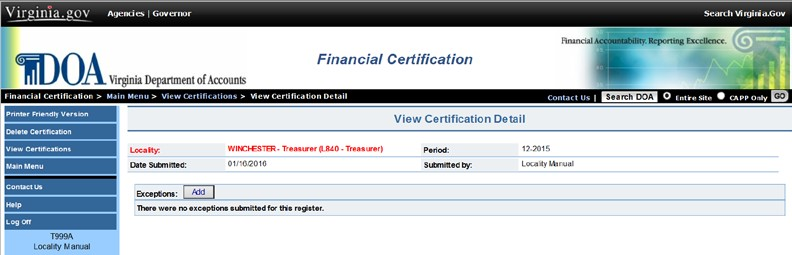 Virginia.gov Agencies | Governor Search Virginia.Gov
Financial Accountability. Reporting Excellence.
Financial Certification
DOA Virginia Department of Accounts
Financial Certification > Main Menu > View Certifications > View Certification Detail Contact Us | Search DOA Entire Site CAPP Only GO
Printer Friendly Version
Delete Certification
View Certifications
Main Menu
Contact Us
Help
Log Off
T999A
Locality Manual
View Certification Detail
Locality: WINCHESTER - Treasurer (L840 - Treasurer) Period: 12-2015
Date Submitted: 01/16/2016 Submitted by: Locality Manual
Exceptions: Add
There were no exceptions submitted for this register.